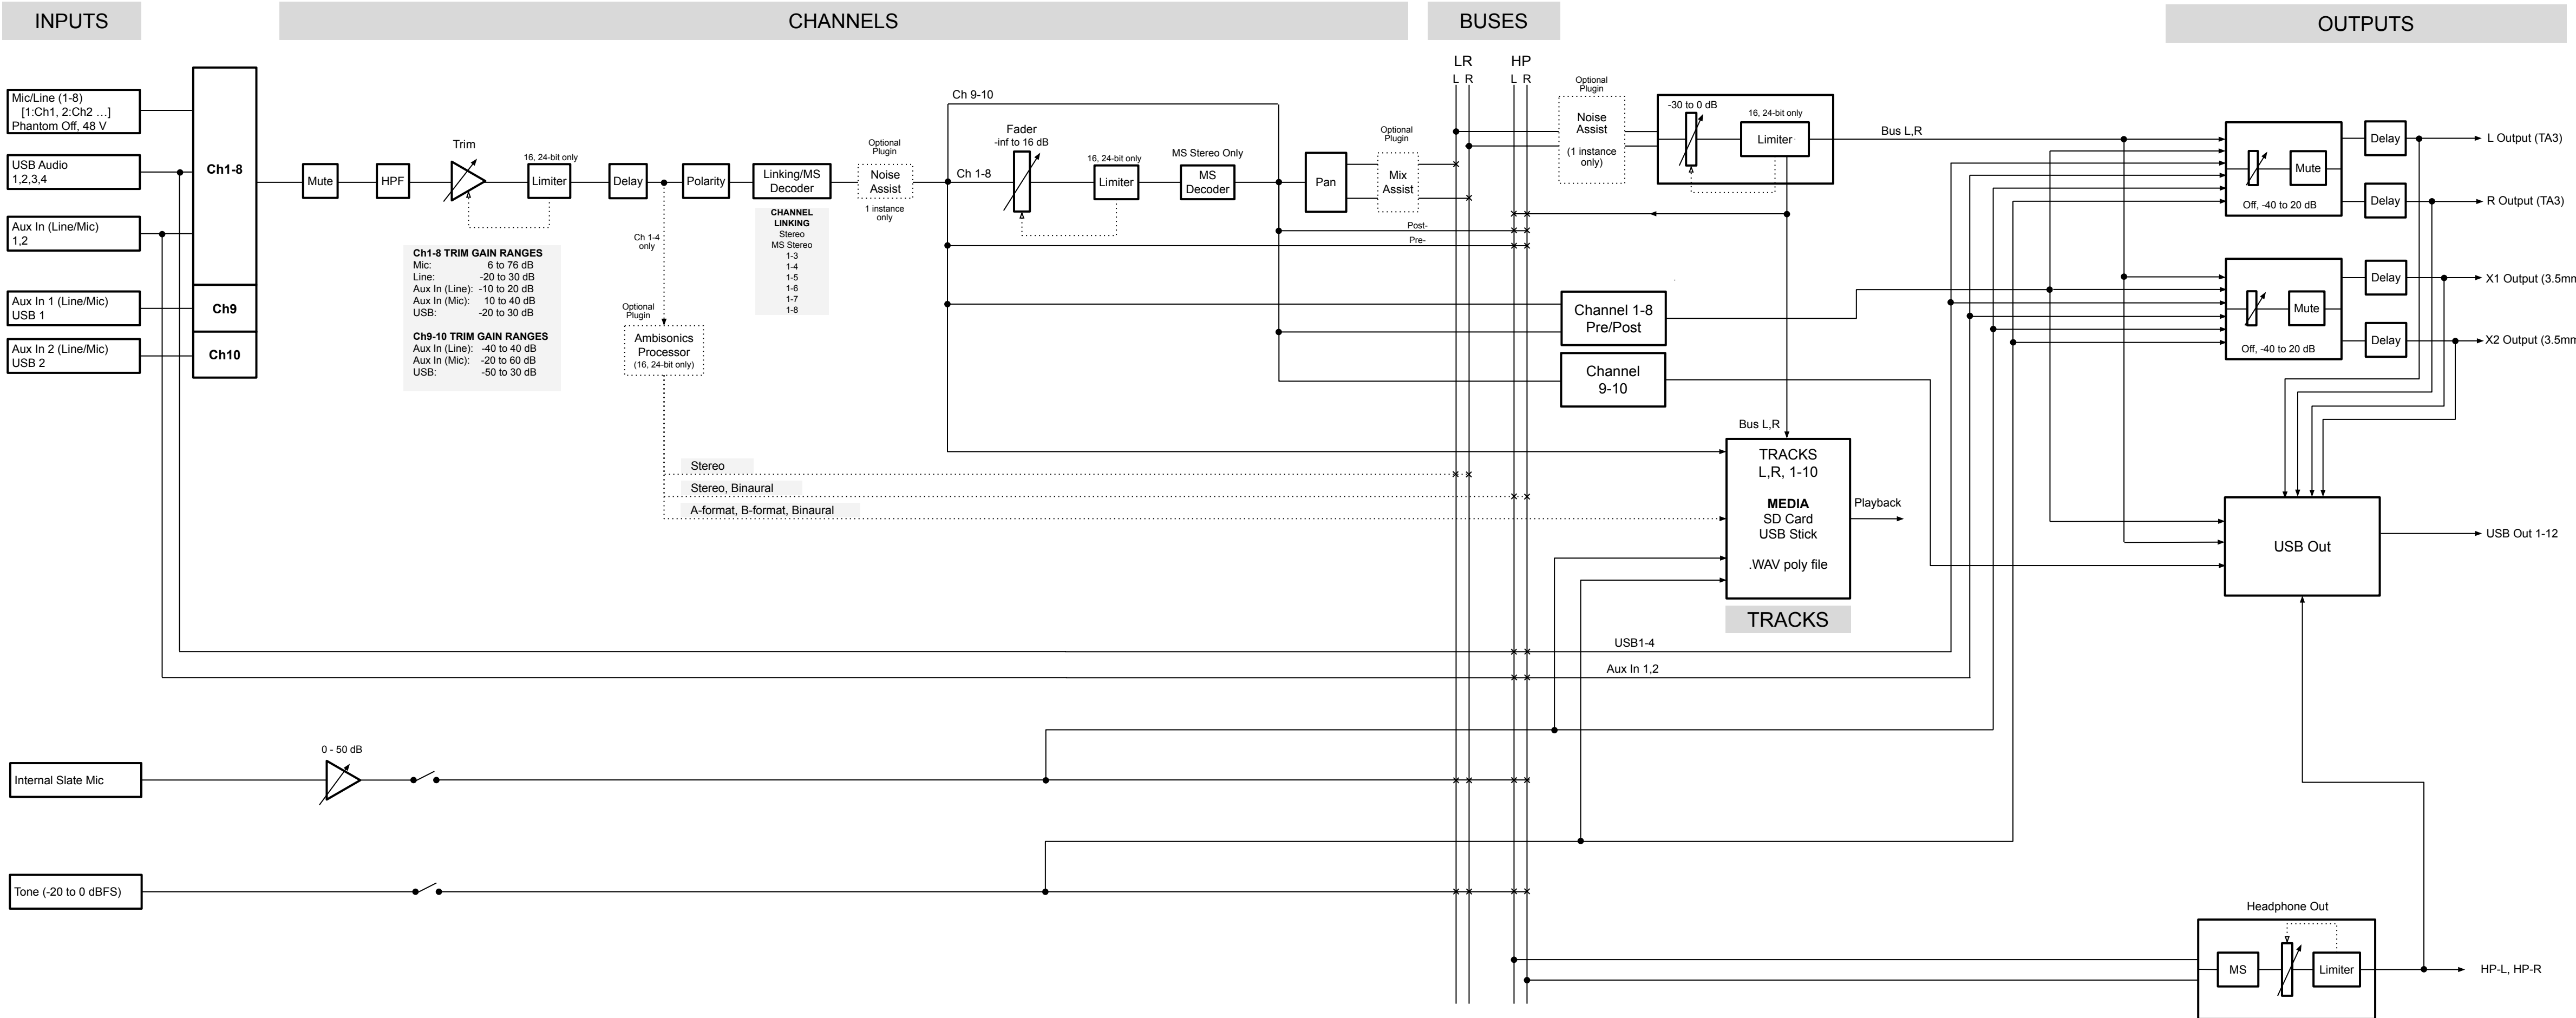 INPUTS
CHANNELS
BUSES
OUTPUTS
LR
HP
L R
L R
Mic/Line (1-8)
[1:Ch1, 2:Ch2 ...]
Phantom Off, 48 V
USB Audio
1,2,3,4
Aux In (Line/Mic)
1,2
Aux In 1 (Line/Mic)
USB 1
Aux In 2 (Line/Mic)
USB 2
Ch1-8
Ch9
Ch10
Mute
HPF
Trim
16, 24-bit only
Limiter
Delay
Polarity
Linking/MS
Decoder
CHANNEL
LINKING
Stereo
MS Stereo
1-3
1-4
1-5
1-6
1-7
1-8
Optional
Plugin
Noise
Assist
1 instance
only
Ch 9-10
Ch 1-8
Fader
-inf to 16 dB
16, 24-bit only
Limiter
MS Stereo Only
MS
Decoder
Pan
Optional
Plugin
Mix
Assist
Post-
Pre-
Ch1-8 TRIM GAIN RANGES
Mic: 6 to 76 dB
Line: -20 to 30 dB
Aux In (Line): -10 to 20 dB
Aux In (Mic): 10 to 40 dB
USB: -20 to 30 dB
Ch9-10 TRIM GAIN RANGES
Aux In (Line): -40 to 40 dB
Aux In (Mic): -20 to 60 dB
USB: -50 to 30 dB
Ch 1-4
only
Optional
Plugin
Ambisonics
Processor
(16, 24-bit only)
Stereo
Stereo, Binaural
A-format, B-format, Binaural
Optional
Plugin
Noise
Assist
(1 instance
only)
-30 to 0 dB
16, 24-bit only
Limiter
Bus L,R
Channel 1-8
Pre/Post
Channel
9-10
Bus L,R
TRACKS
L,R, 1-10
MEDIA
SD Card
USB Stick
.WAV poly file
Playback
TRACKS
USB1-4
Aux In 1,2
Mute
Off, -40 to 20 dB
Delay
L Output (TA3)
Delay
R Output (TA3)
Mute
Off, -40 to 20 dB
Delay
X1 Output (3.5mm
Delay
X2 Output (3.5mm
USB Out
USB Out 1-12
Internal Slate Mic
0 - 50 dB
Tone (-20 to 0 dBFS)
Headphone Out
MS
Limiter
HP-L, HP-R